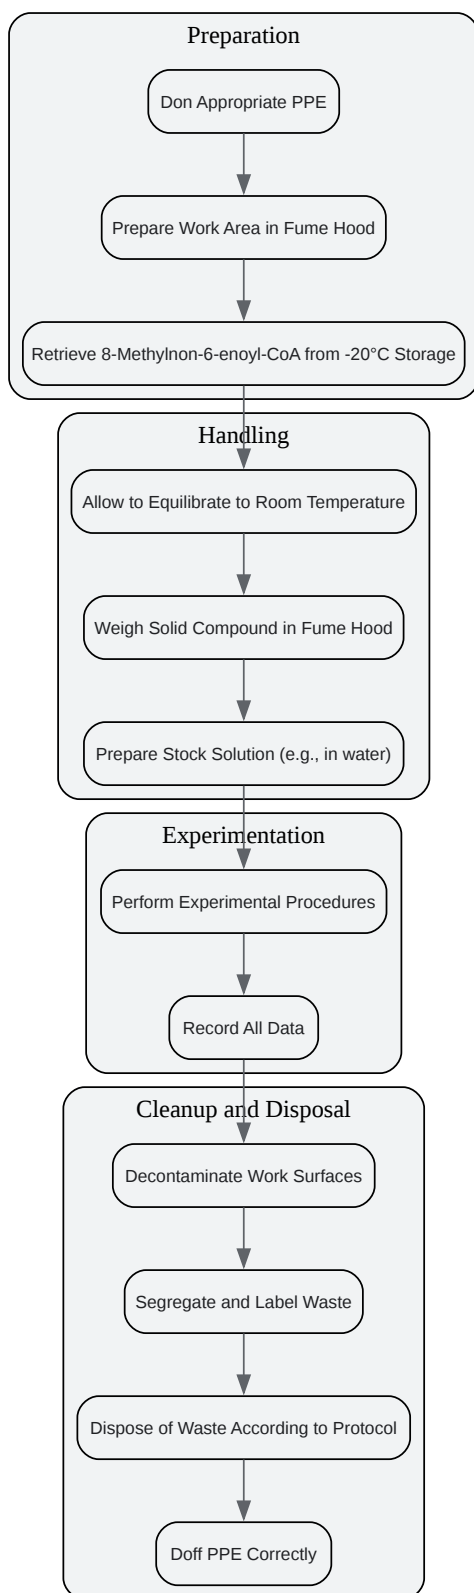 Preparation
Don Appropriate PPE
Prepare Work Area in Fume Hood
Retrieve 8-Methylnon-6-enoyl-CoA from -20°C Storage
Handling
Allow to Equilibrate to Room Temperature
Weigh Solid Compound in Fume Hood
Prepare Stock Solution (e.g., in water)
Experimentation
Perform Experimental Procedures
Record All Data
Cleanup and Disposal
Decontaminate Work Surfaces
Segregate and Label Waste
Dispose of Waste According to Protocol
Doff PPE Correctly